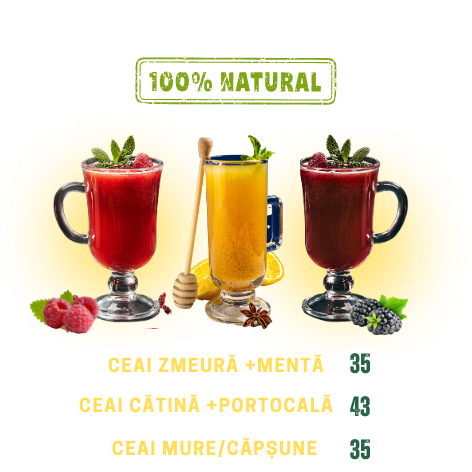 100% NATURAL
CEAI ZMEURĂ +MENTĂ 35
CEAI CĂTINĂ +PORTOCALĂ 43
CEAI MURE/CĂPȘUNE 35